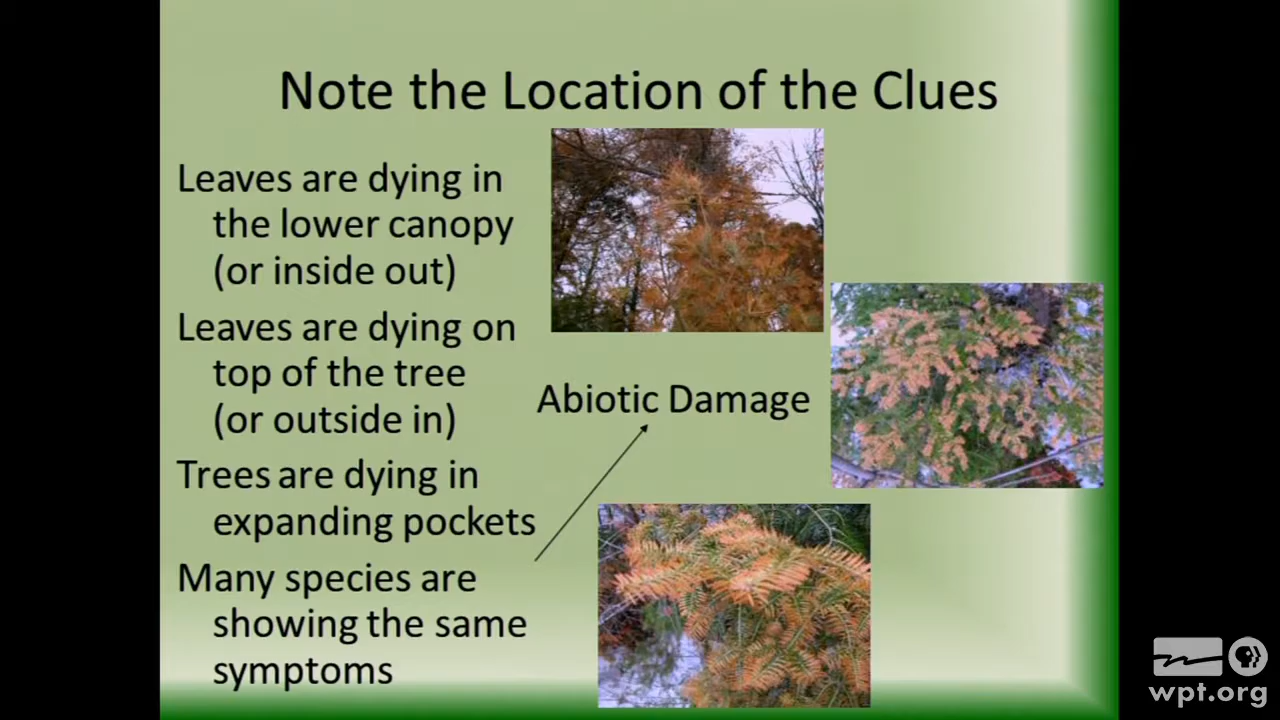 Note the Location of the Clues
Leaves are dying in
the lower canopy
(or inside out)
Leaves are dying on
top of the tree
(or outside in)
Trees are dying in
expanding pockets
Many species are
showing the same
symptoms
Abiotic Damage
wpt.org